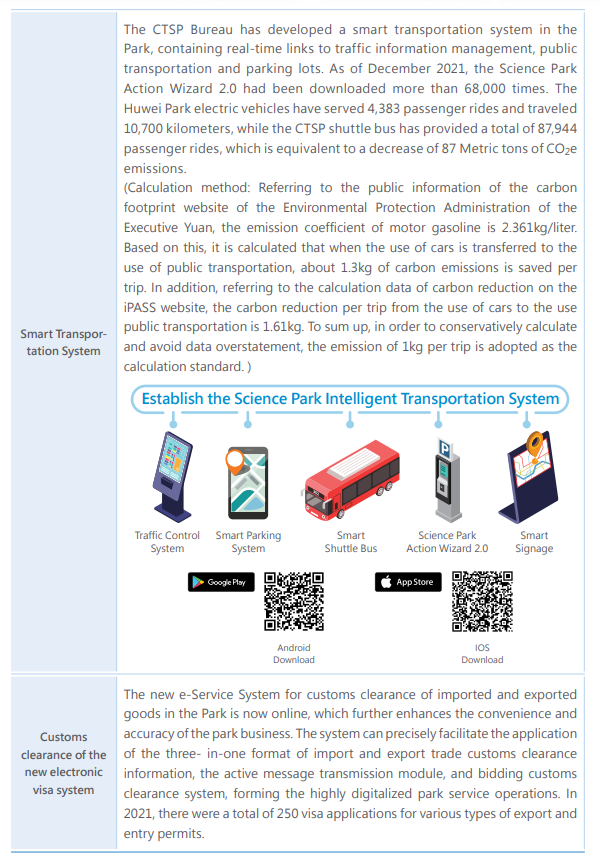 Smart Transpor-
tation System
The CTSP Bureau has developed a smart transportation system in the
Park, containing real-time links to traffic information management, public
transportation and parking lots. As of December 2021, the Science Park
Action Wizard 2.0 had been downloaded more than 68,000 times. The
Huwei Park electric vehicles have served 4,383 passenger rides and traveled
10,700 kilometers, while the CTSP shuttle bus has provided a total of 87,944
passenger rides, which is equivalent to a decrease of 87 Metric tons of CO2e
emissions.
(Calculation method: Referring to the public information of the carbon
footprint website of the Environmental Protection Administration of the
Executive Yuan, the emission coefficient of motor gasoline is 2.361kg/liter.
Based on this, it is calculated that when the use of cars is transferred to the
use of public transportation, about 1.3kg of carbon emissions is saved per
trip. In addition, referring to the calculation data of carbon reduction on the
iPASS website, the carbon reduction per trip from the use of cars to the use
public transportation is 1.61kg. To sum up, in order to conservatively calculate
and avoid data overstatement, the emission of 1kg per trip is adopted as the
calculation standard. )
Establish the Science Park Intelligent Transportation System
P
Traffic Control
System
Smart Parking
System
Smart
Shuttle Bus
Science Park
Action Wizard 2.0
Smart
Signage
Google Play
App Store
Android
Download
IOS
Download
Customs
clearance of the
new electronic
visa system
The new e-Service System for customs clearance of imported and exported
goods in the Park is now online, which further enhances the convenience and
accuracy of the park business. The system can precisely facilitate the application
of the three- in-one format of import and export trade customs clearance
information, the active message transmission module, and bidding customs
clearance system, forming the highly digitalized park service operations. In
2021, there were a total of 250 visa applications for various types of export and
entry permits.